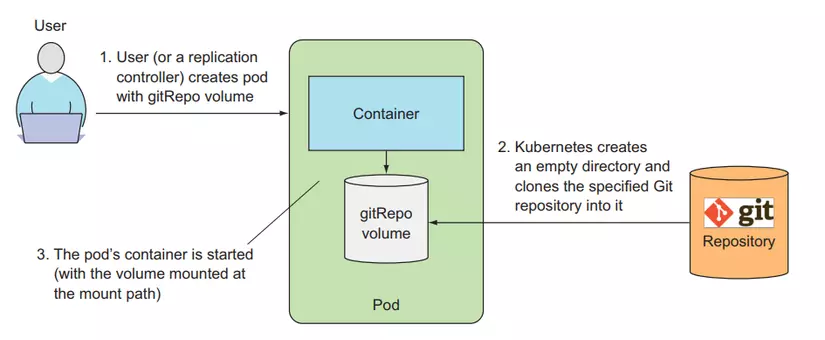 User
1. User (or a replication
controller) creates pod
with gitRepo volume
Container
2. Kubernetes creates
an empty directory and
clones the specified Git
repository into it
gitRepo
volume
git
Repository
3. The pod's container is started
(with the volume mounted at
the mount path)
Pod